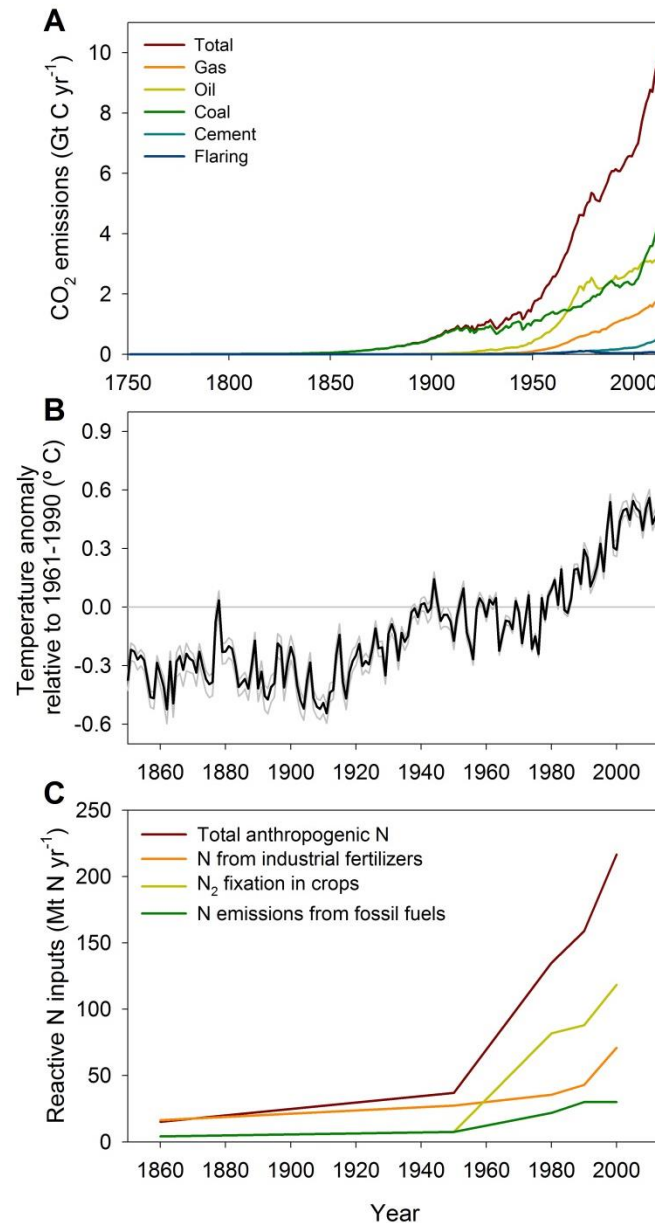 A
Total
Gas
Oil
Coal
Cement
Flaring
CO₂ emissions (Gt C yr⁻¹)
10
8
6
4
2
0
1750 1800 1850 1900 1950 2000
B
Temperature anomaly
relative to 1961-1990 (º C)
0.9
0.6
0.3
0.0
-0.3
-0.6
1860 1880 1900 1920 1940 1960 1980 2000
C
Total anthropogenic N
N from industrial fertilizers
N₂ fixation in crops
N emissions from fossil fuels
Reactive N inputs (Mt N yr⁻¹)
250
200
150
100
50
0
1860 1880 1900 1920 1940 1960 1980 2000
Year